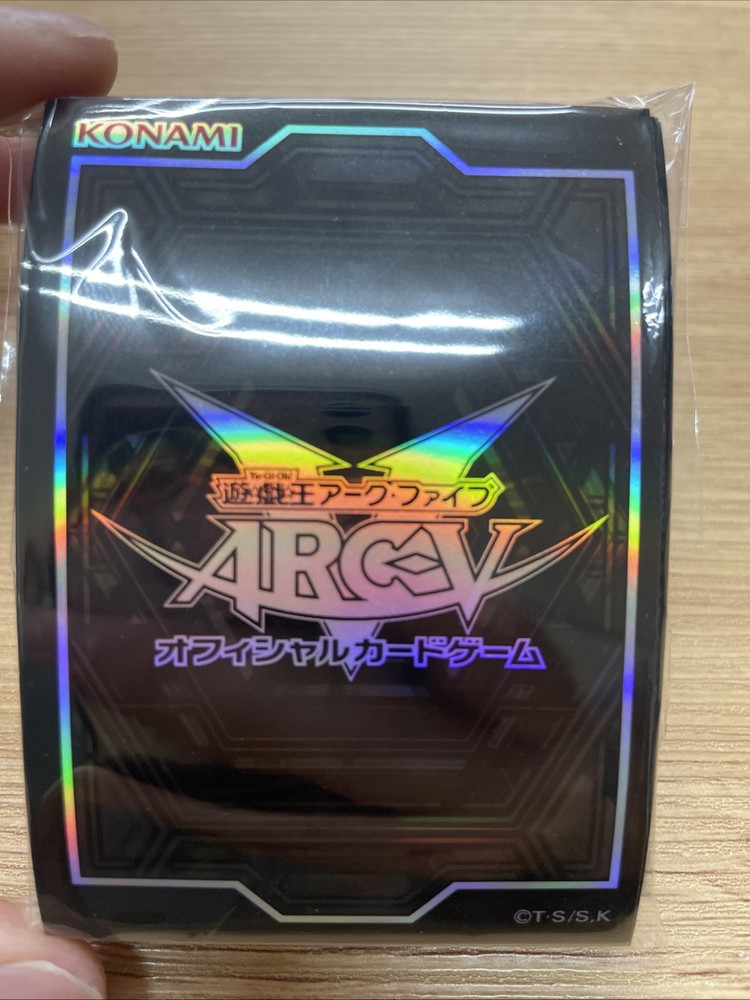 KONAMI
Yu-Gi-Oh!
遊戯王アーク・ファイブ
ARC-V
オフィシャルカードゲーム
©T・S/S,K